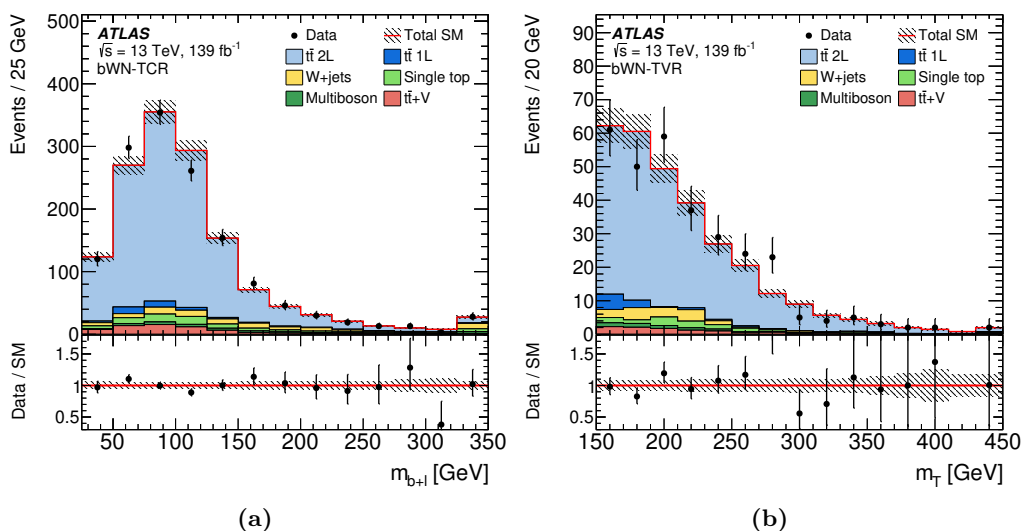 Events / 25 GeV
500
400
300
200
100
0
ATLAS
√s = 13 TeV, 139 fb⁻¹
bWN-TCR
Data
Total SM
tt̄ 2L
tt̄ 1L
W+jets
Single top
Multiboson
tt̄+V
Data / SM
1.5
1
0.5
50 100 150 200 250 300 350
m_{b+l} [GeV]
(a)
Events / 20 GeV
90
80
70
60
50
40
30
20
10
0
ATLAS
√s = 13 TeV, 139 fb⁻¹
bWN-TVR
Data
Total SM
tt̄ 2L
tt̄ 1L
W+jets
Single top
Multiboson
tt̄+V
Data / SM
1.5
1
0.5
150 200 250 300 350 400 450
m_T [GeV]
(b)